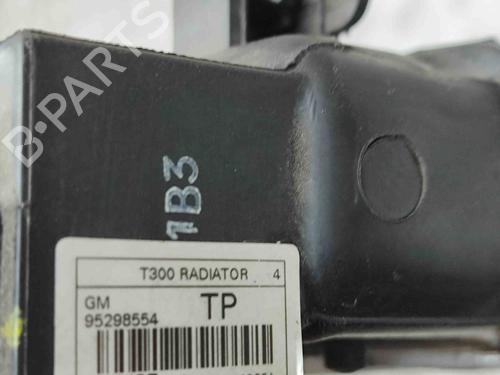 B-PARTS
1B3
T300 RADIATOR 4
GM TP
95298554